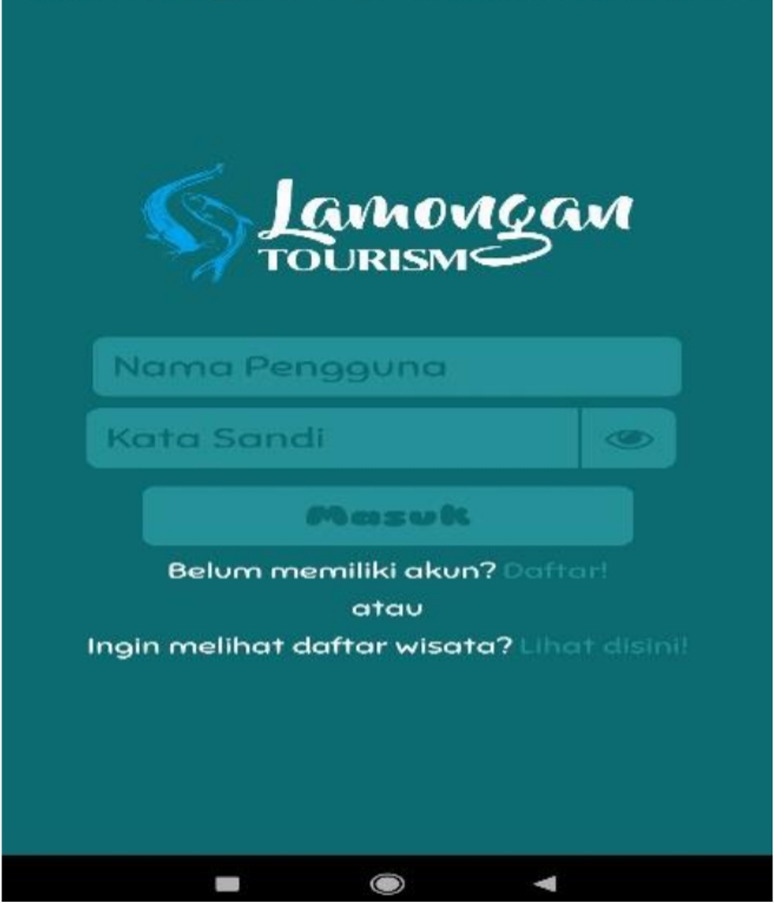 Lamongan
TOURISM
Nama Pengguna
Kata Sandi
Masuk
Belum memiliki akun? Daftar!
atau
Ingin melihat daftar wisata? Lihat disini!